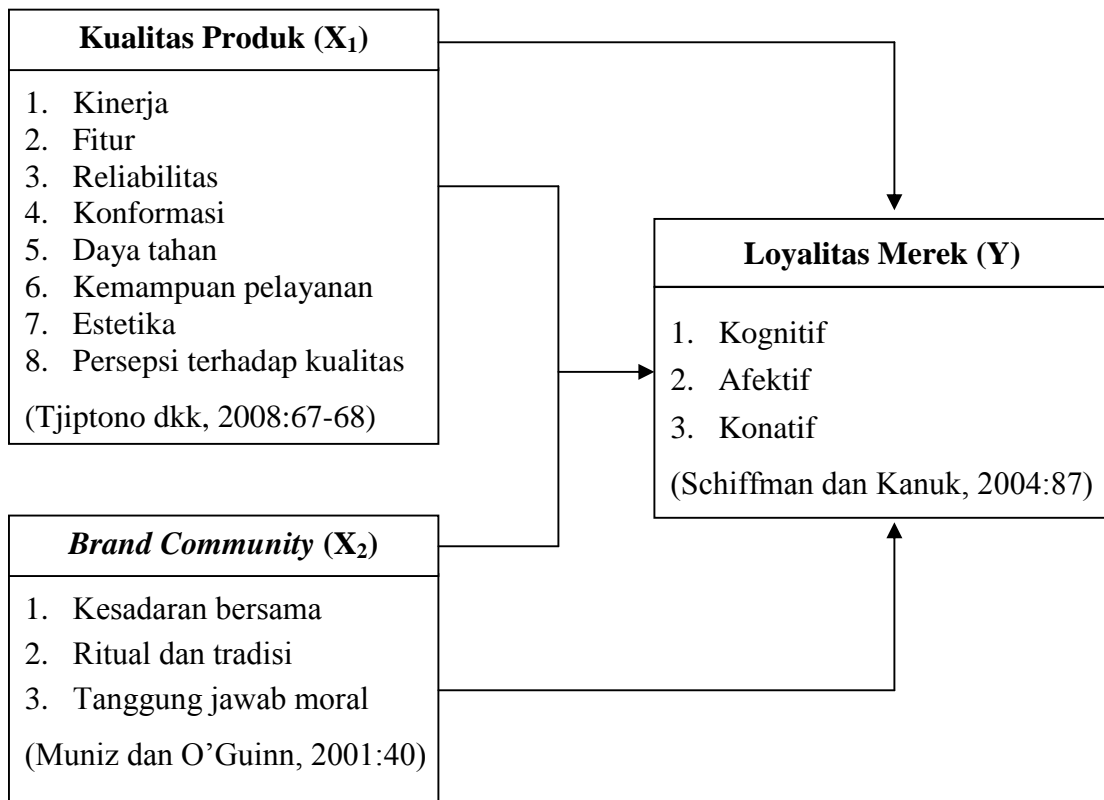 Kualitas Produk (X₁)
1. Kinerja
2. Fitur
3. Reliabilitas
4. Konformasi
5. Daya tahan
6. Kemampuan pelayanan
7. Estetika
8. Persepsi terhadap kualitas
(Tjiptono dkk, 2008:67-68)
Brand Community (X₂)
1. Kesadaran bersama
2. Ritual dan tradisi
3. Tanggung jawab moral
(Muniz dan O’Guinn, 2001:40)
Loyalitas Merek (Y)
1. Kognitif
2. Afektif
3. Konatif
(Schiffman dan Kanuk, 2004:87)